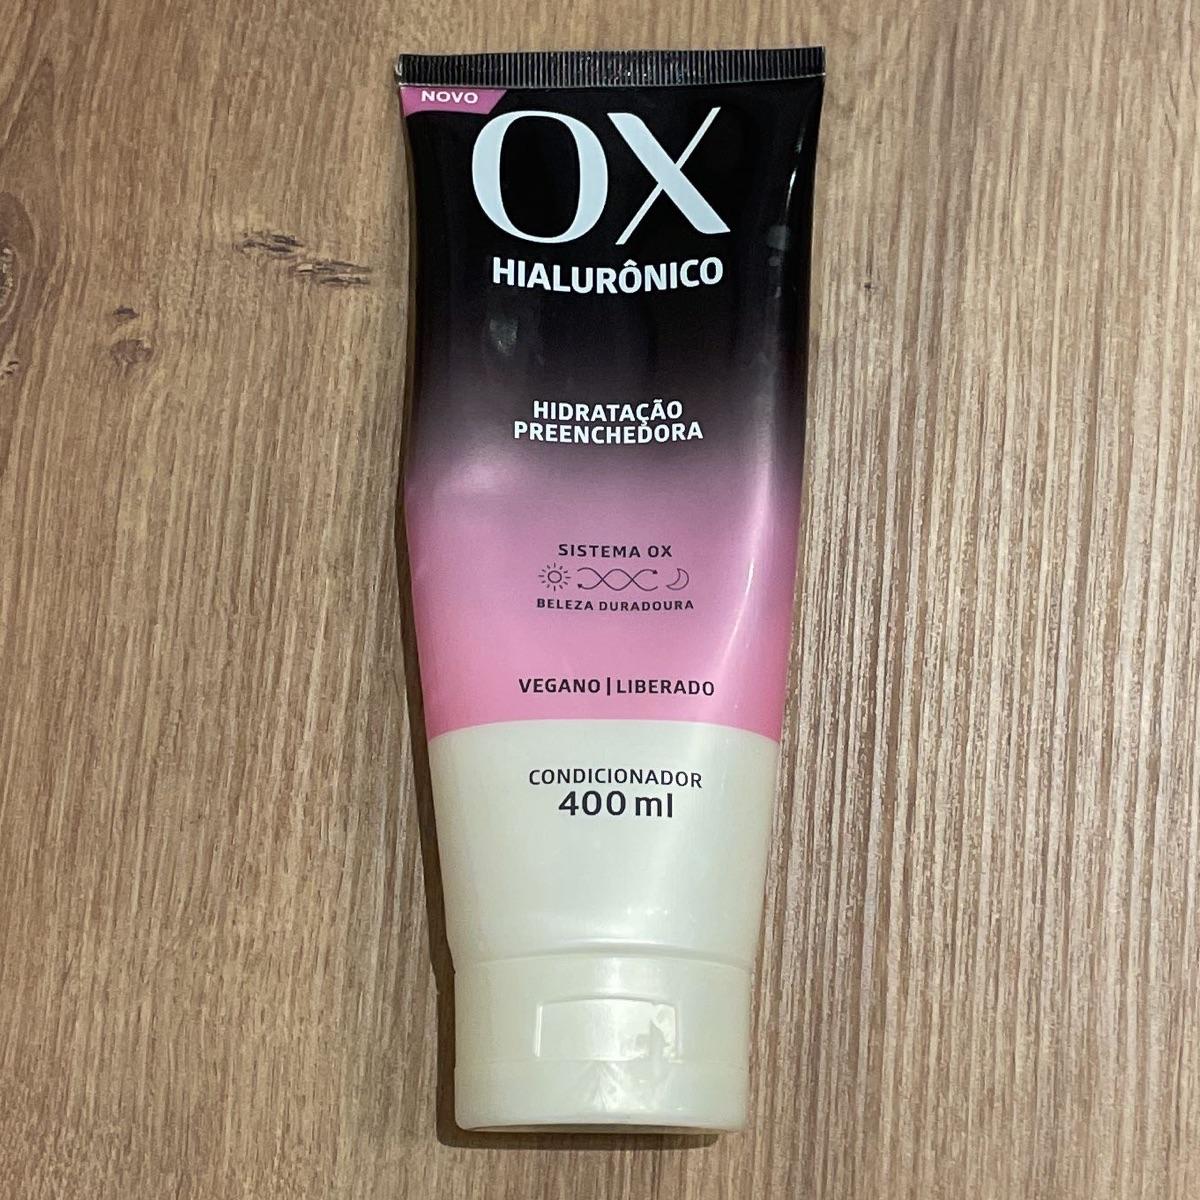 NOVO
OX
HIALURÔNICO
HIDRATAÇÃO
PREENCHEDORA
SISTEMA OX
BELEZA DURADOURA
VEGANO | LIBERADO
CONDICIONADOR
400 ml